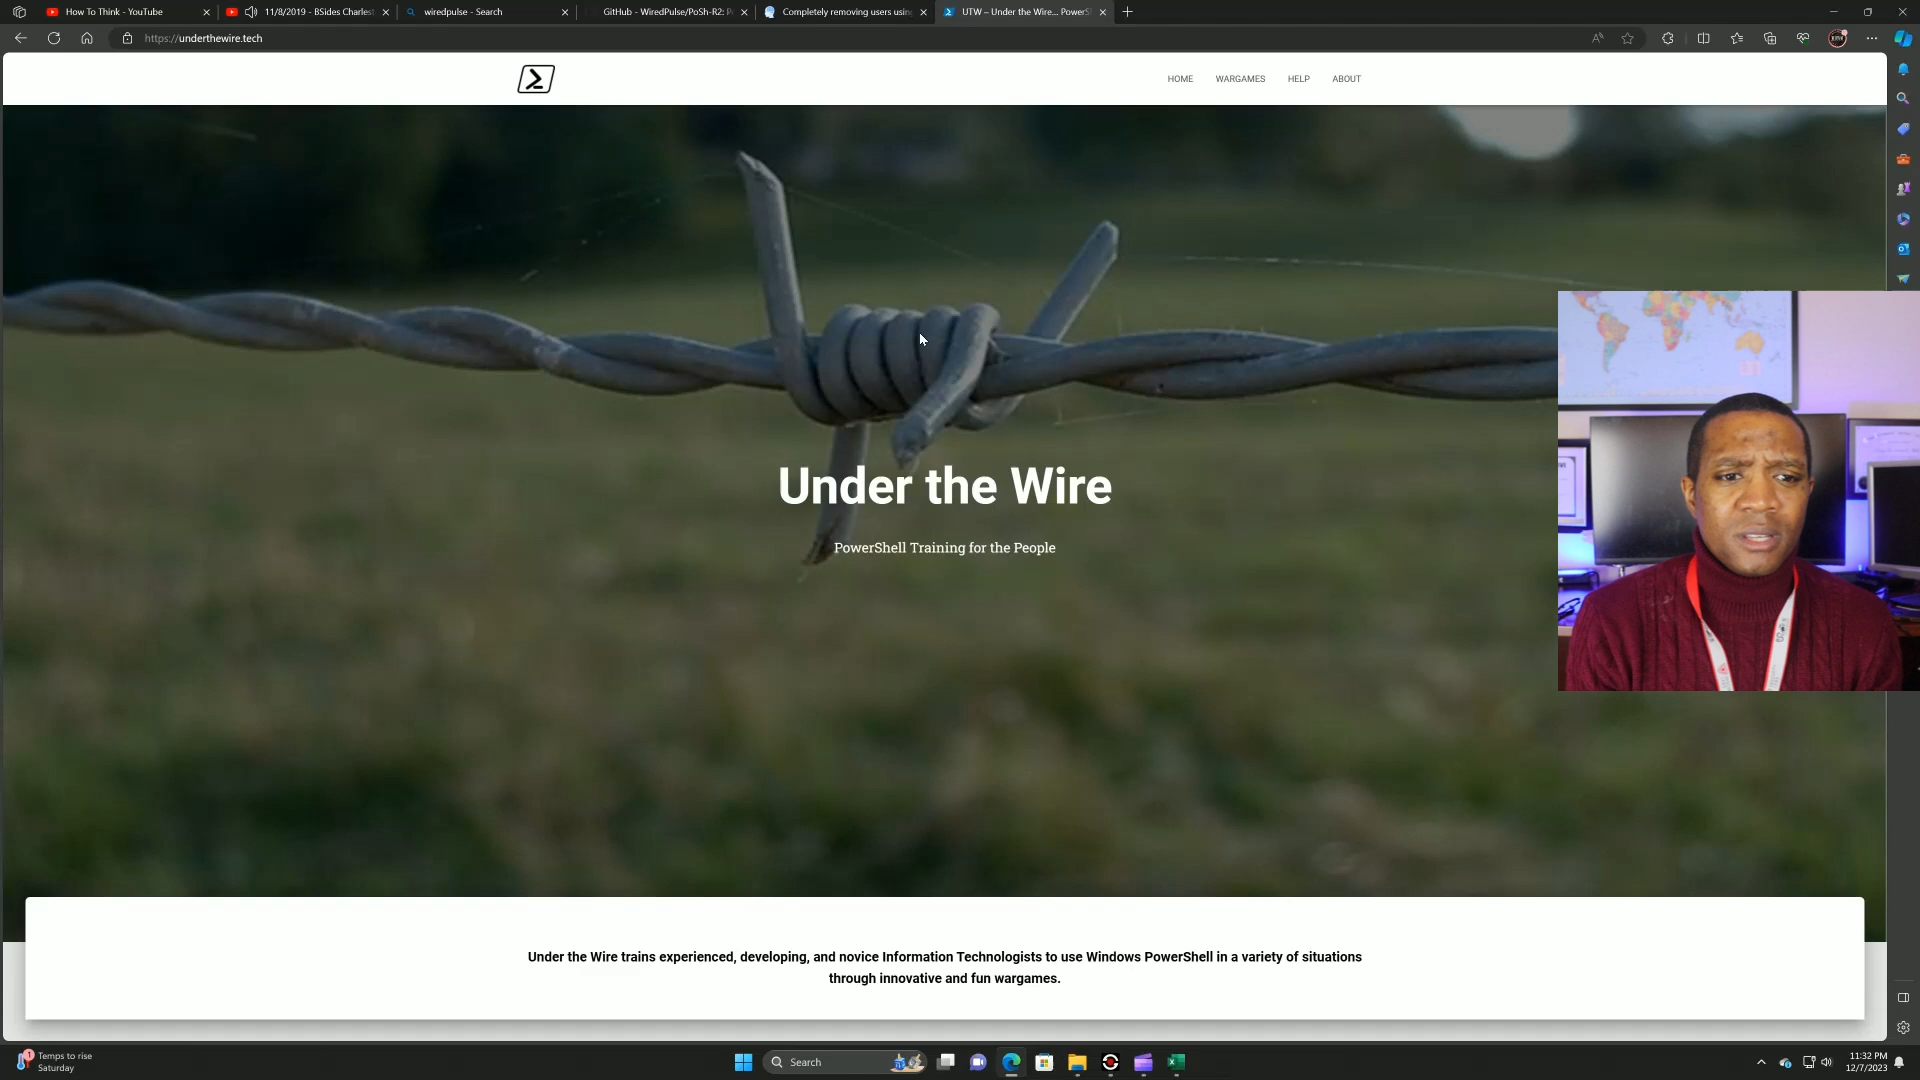 How To Think - YouTube
11/8/2019 - BSides Charlest
wiredpulse - Search
GitHub - WiredPulse/PoSh-R2: P
Completely removing users using
UTW – Under the Wire... PowerS
https://underthewire.tech
HOME WARGAMES HELP ABOUT
Under the Wire
PowerShell Training for the People
Under the Wire trains experienced, developing, and novice Information Technologists to use Windows PowerShell in a variety of situations
through innovative and fun wargames.
Temps to rise
Saturday
Search
11:32 PM
12/7/2023